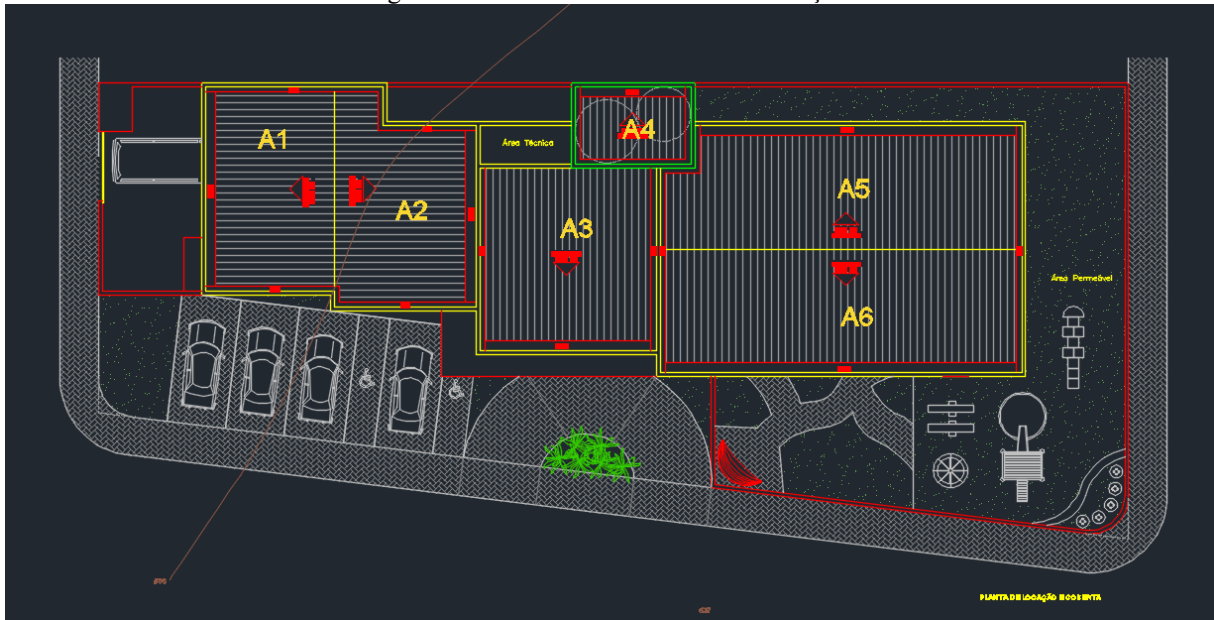 A1
A2
Área Técnica
A4
A3
A5
A6
Área Permeável
PLANTA DE LOCAÇÃO E COBERTA